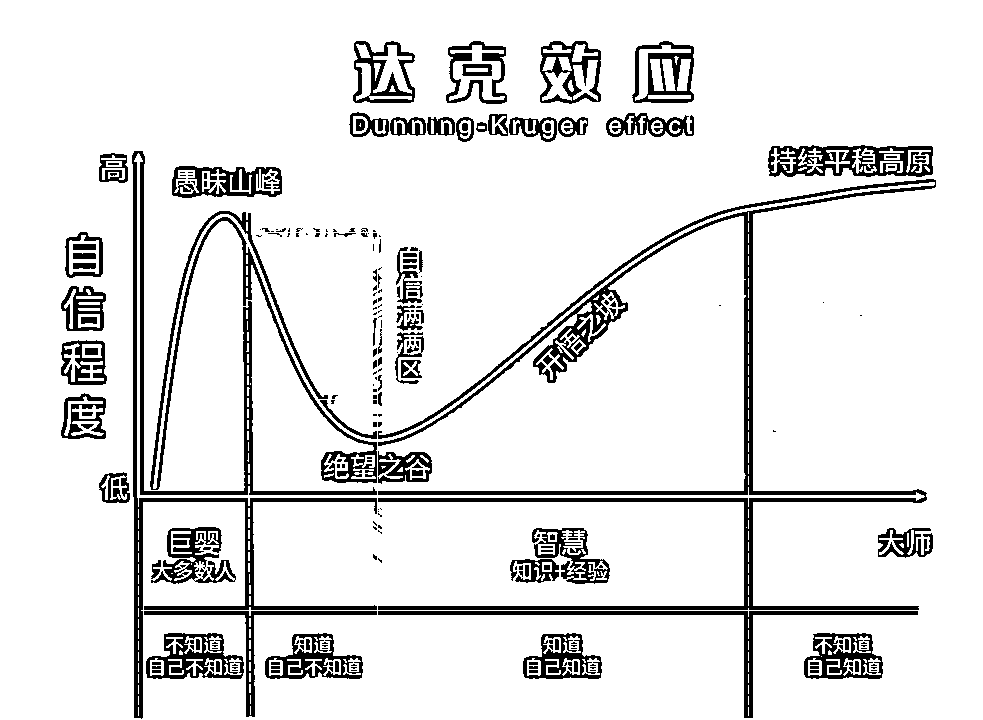 达克效应
Dunning-Kruger effect
高
愚昧山峰
持续平稳高原
自信程度
自信满满区
开悟之坡
低
绝望之谷
巨婴
大多数人
智慧
知识+经验
大师
不知道
自己不知道
知道
自己不知道
知道
自己知道
不知道
自己知道